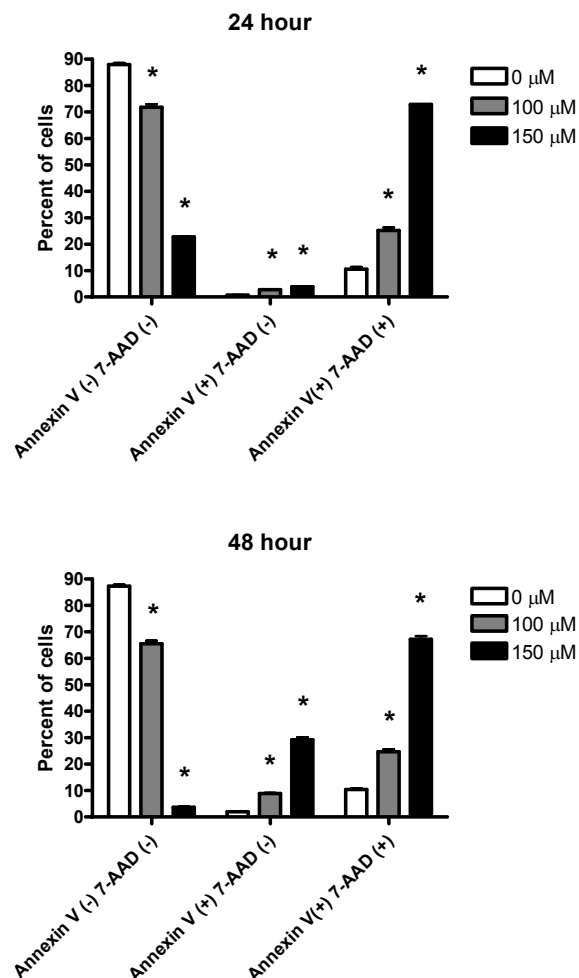 24 hour
90
80
70
60
50
40
30
20
10
0
Percent of cells
*
*
*
*
*
*
0 µM
100 µM
150 µM
Annexin V (-) 7-AAD (-)
Annexin V (+) 7-AAD (-)
Annexin V(+) 7-AAD (+)
48 hour
90
80
70
60
50
40
30
20
10
0
Percent of cells
*
*
*
*
*
*
0 µM
100 µM
150 µM
Annexin V (-) 7-AAD (-)
Annexin V (+) 7-AAD (-)
Annexin V(+) 7-AAD (+)